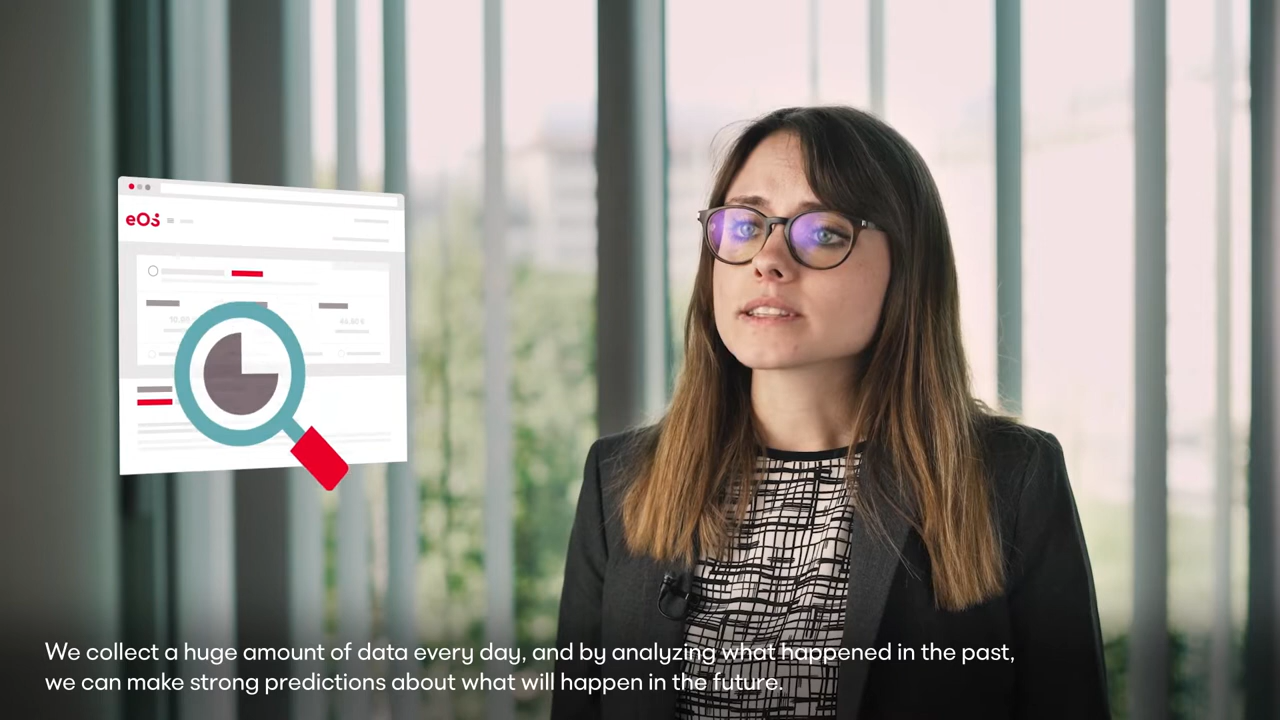 eOS
We collect a huge amount of data every day, and by analyzing what happened in the past,
we can make strong predictions about what will happen in the future.